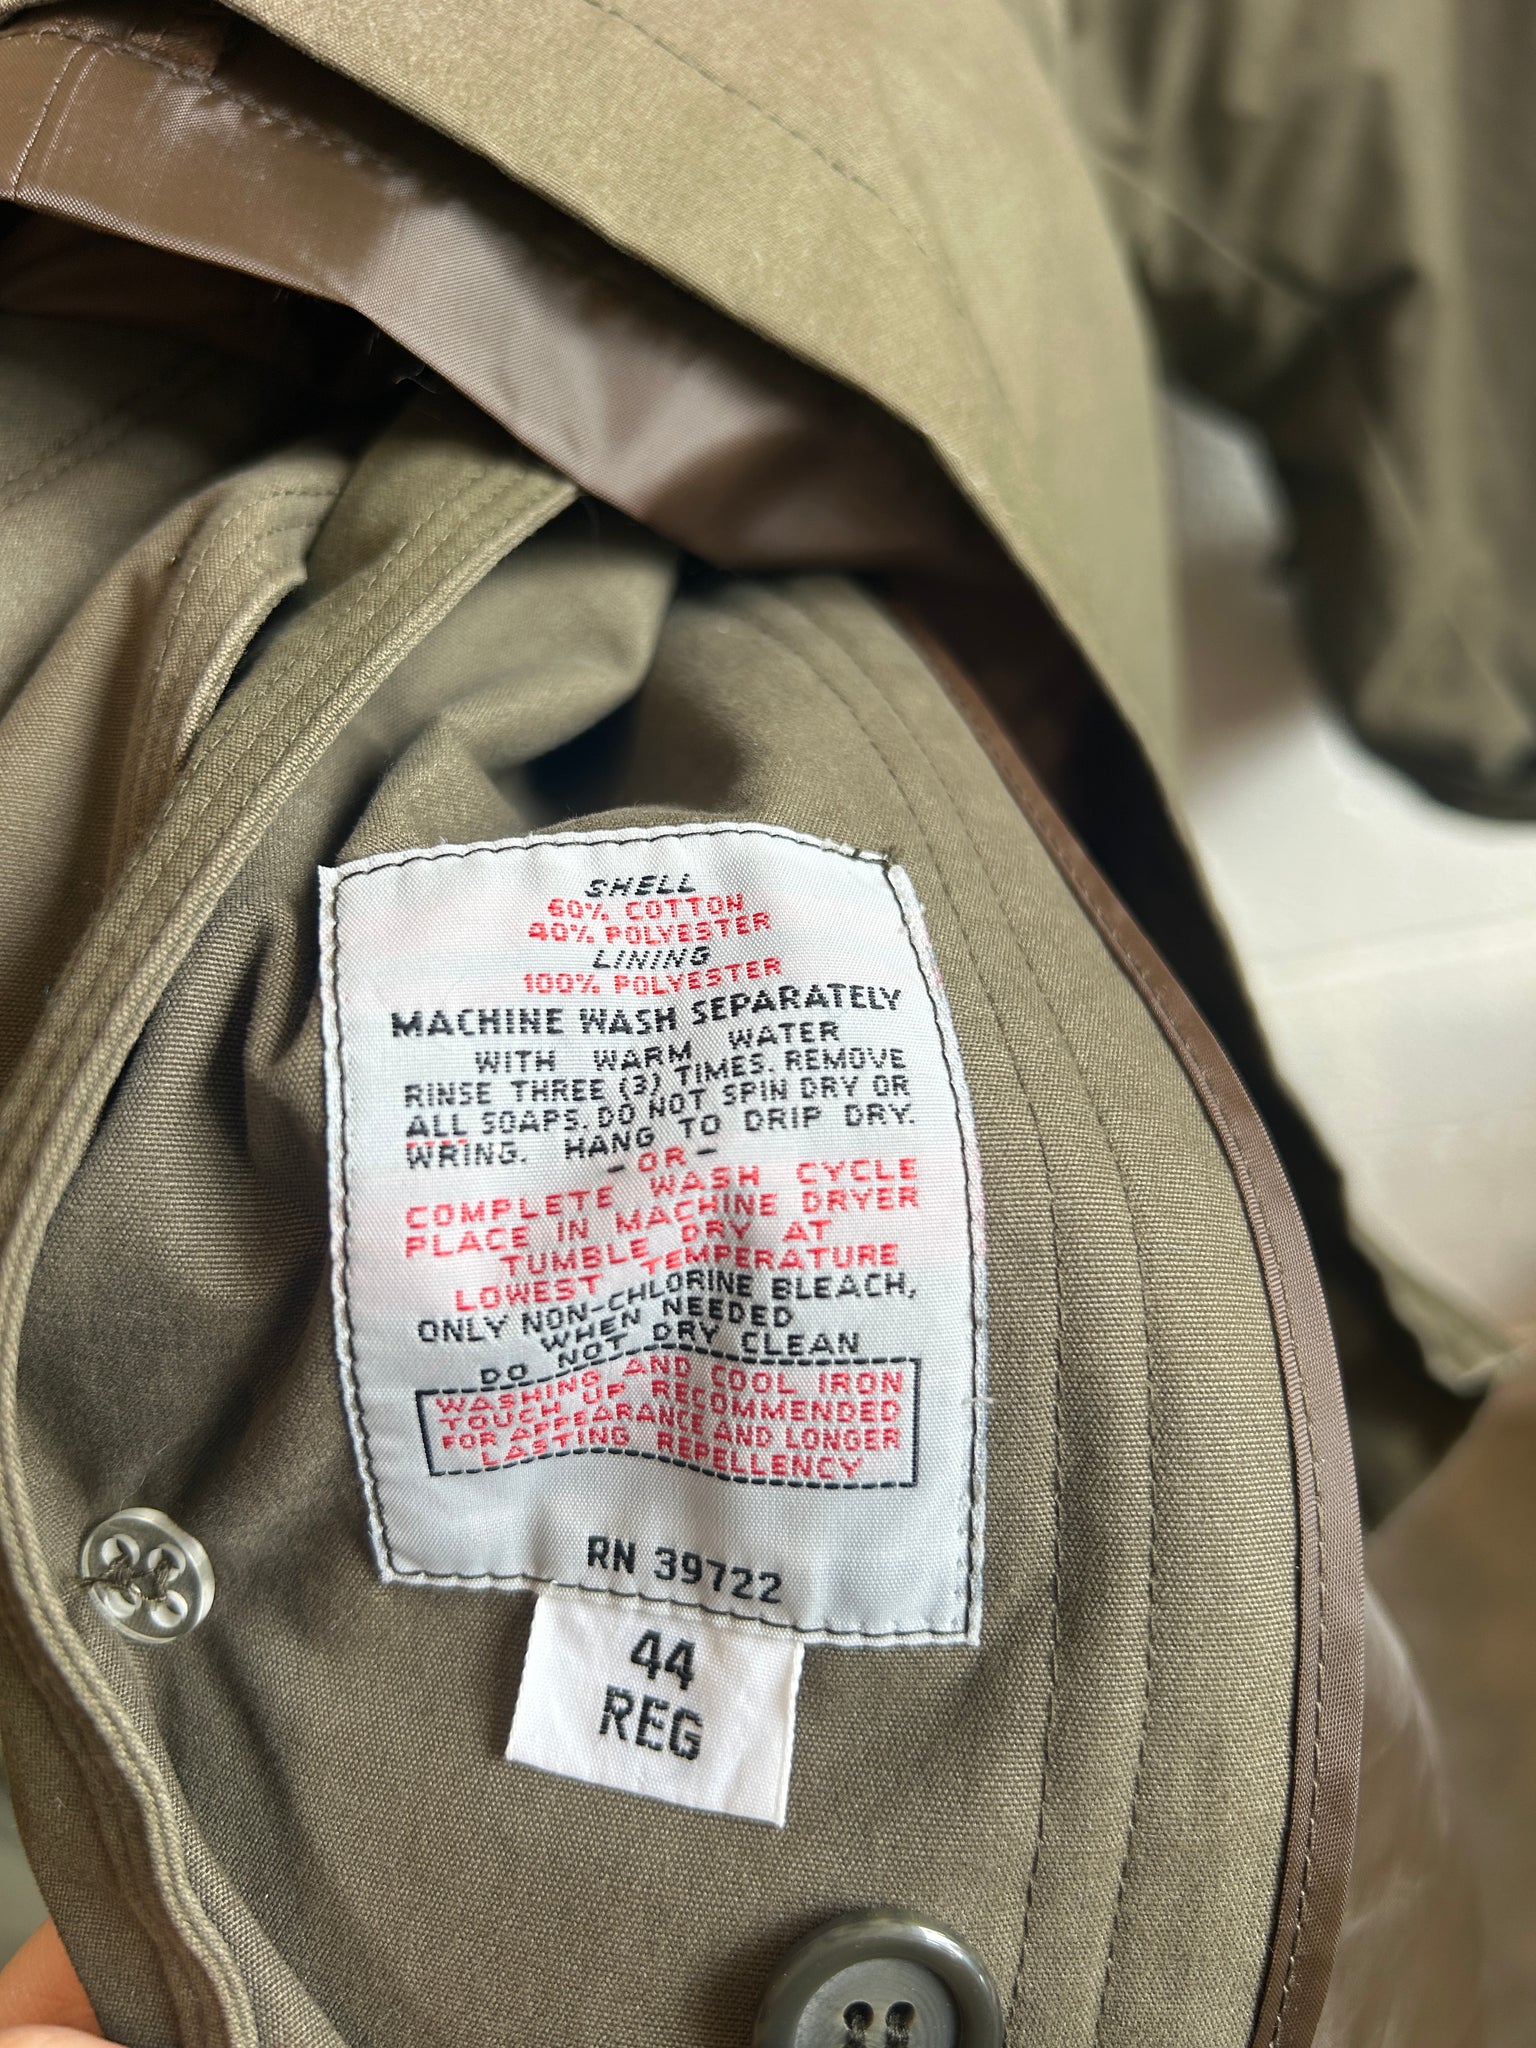 SHELL
60% COTTON
40% POLYESTER
LINING
100% POLYESTER
MACHINE WASH SEPARATELY
WITH WARM WATER
RINSE THREE (3) TIMES. REMOVE
ALL SOAPS. DO NOT SPIN DRY OR
WRING. HANG TO DRIP DRY.
-OR-
COMPLETE WASH CYCLE
PLACE IN MACHINE DRYER
TUMBLE DRY AT
LOWEST TEMPERATURE
ONLY NON-CHLORINE BLEACH,
WHEN NEEDED
DO NOT DRY CLEAN
WASHING AND COOL IRON
TOUCH UP RECOMMENDED
FOR APPEARANCE AND LONGER
LASTING REPELLENCY
RN 39722
44
REG